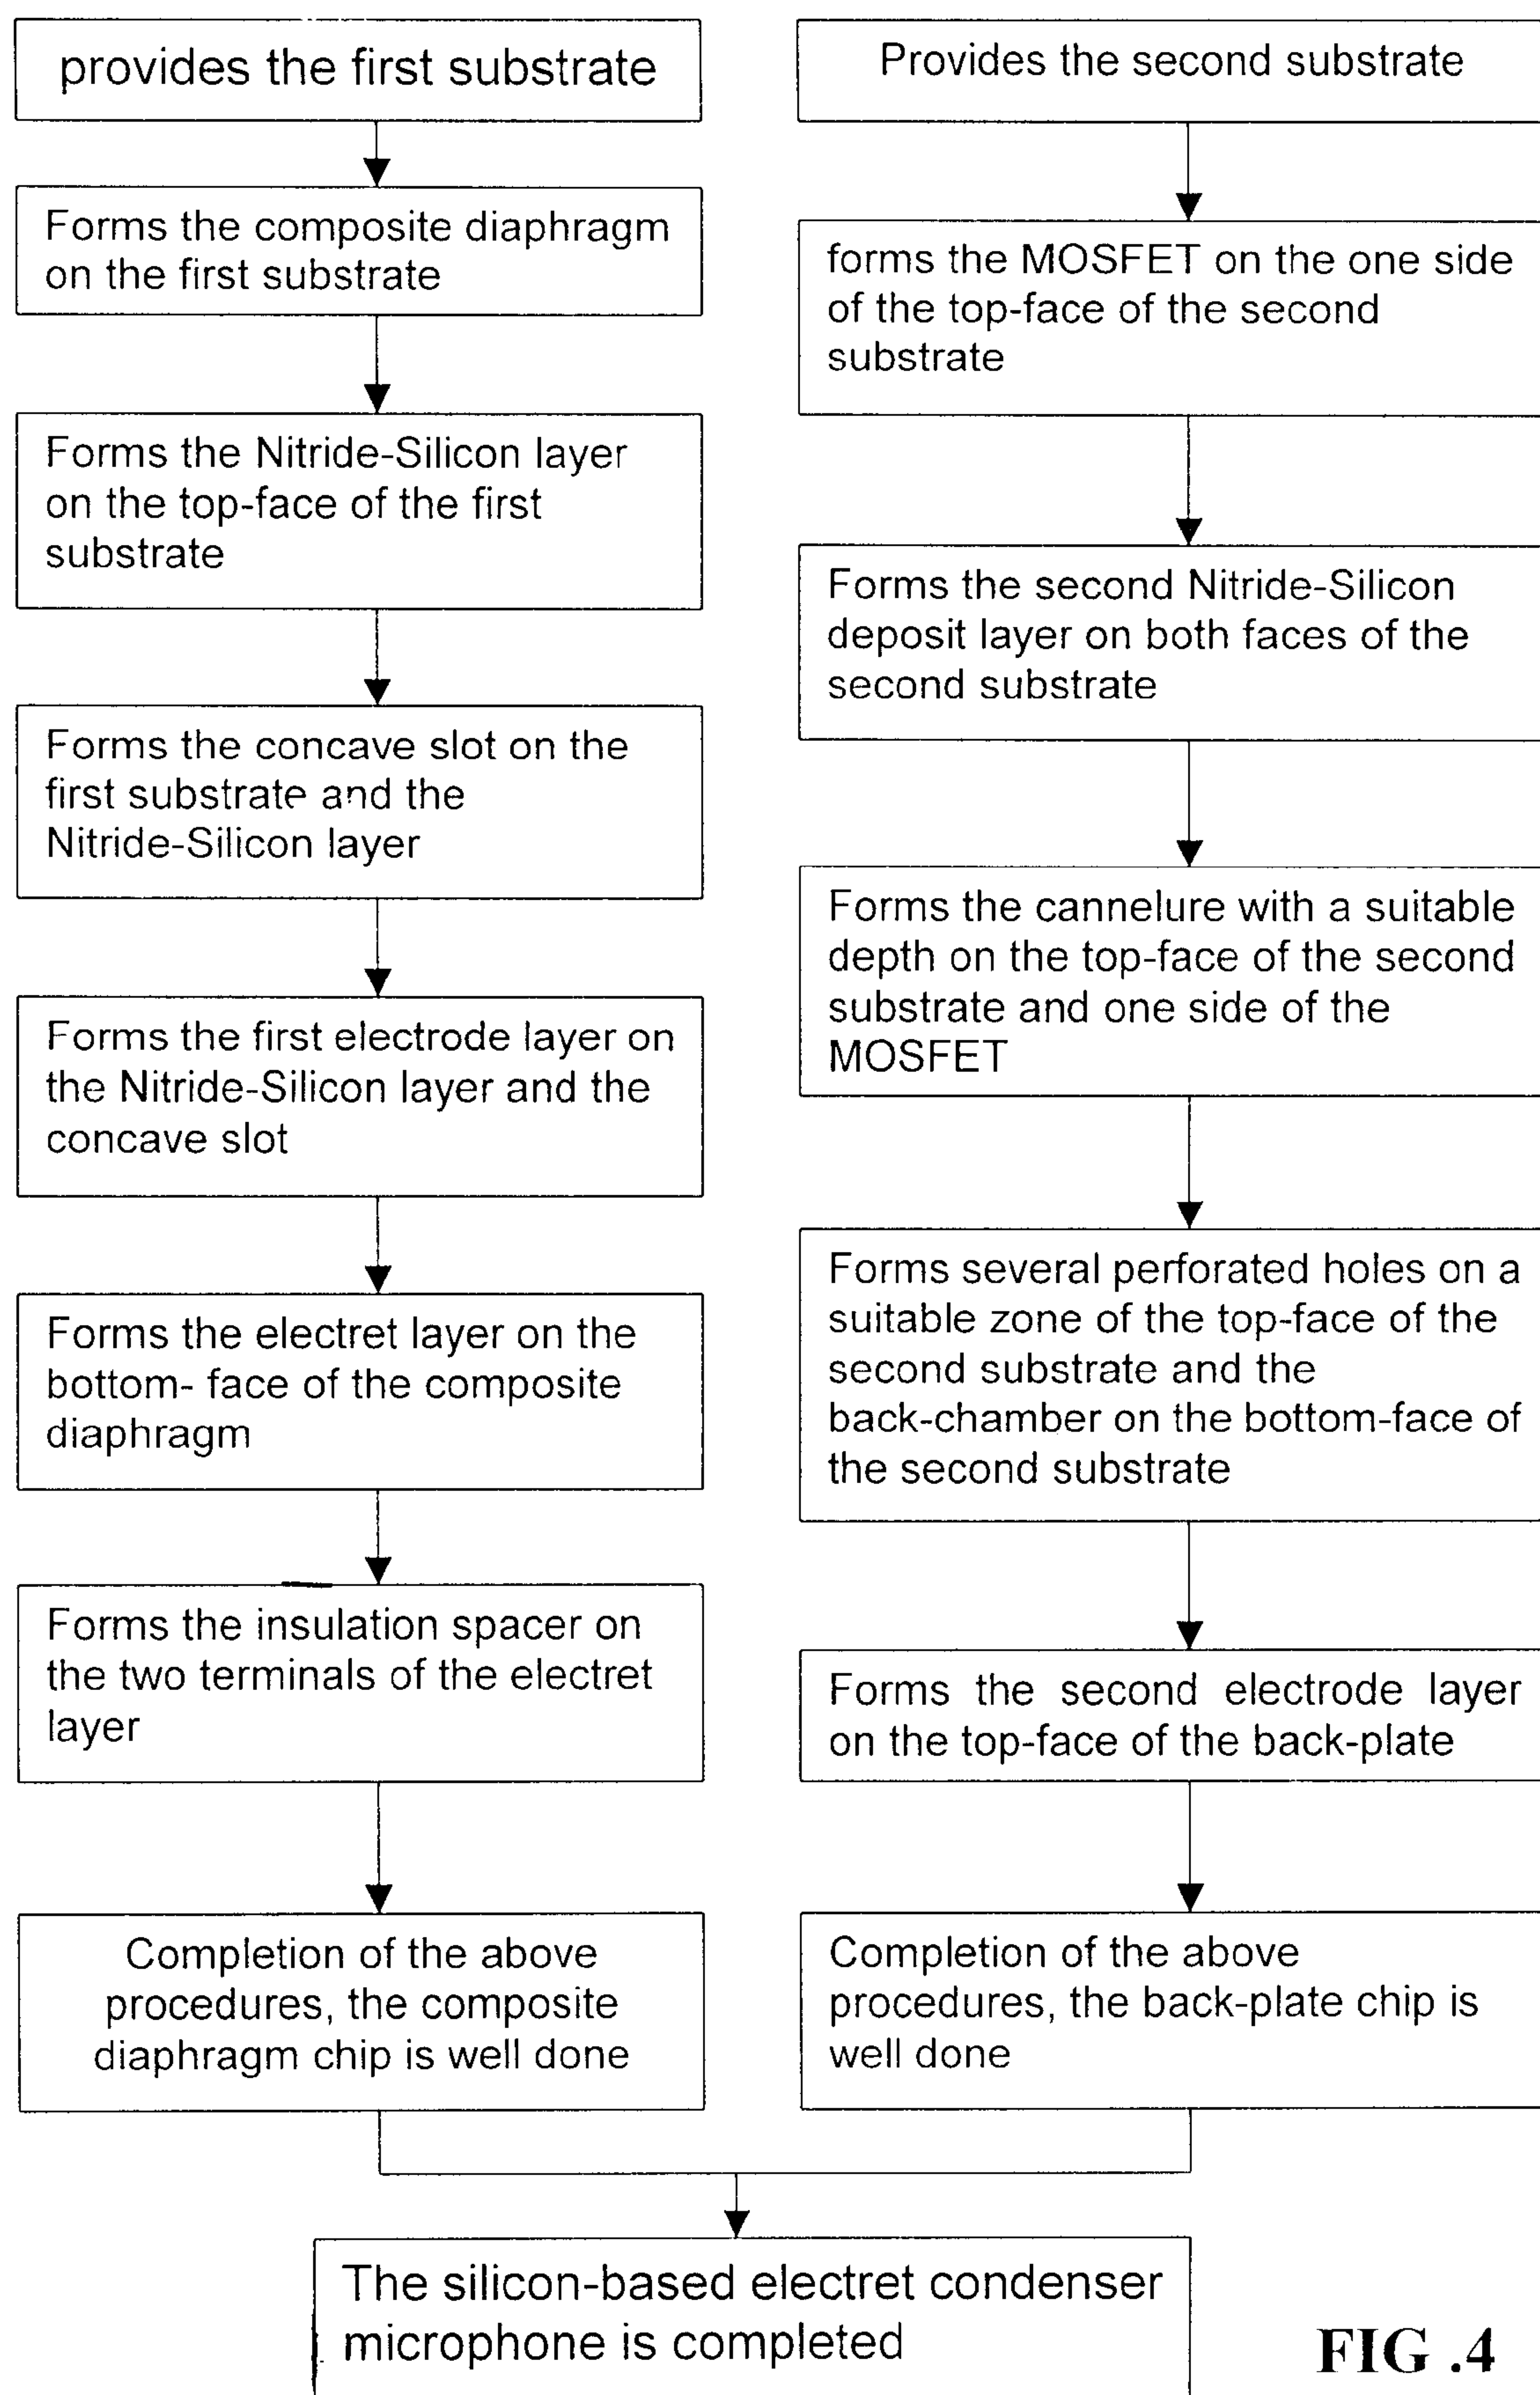 provides the first substrate
Forms the composite diaphragm
on the first substrate
Forms the Nitride-Silicon layer
on the top-face of the first
substrate
Forms the concave slot on the
first substrate and the
Nitride-Silicon layer
Forms the first electrode layer on
the Nitride-Silicon layer and the
concave slot
Forms the electret layer on the
bottom- face of the composite
diaphragm
Forms the insulation spacer on
the two terminals of the electret
layer
Completion of the above
procedures, the composite
diaphragm chip is well done
Provides the second substrate
forms the MOSFET on the one side
of the top-face of the second
substrate
Forms the second Nitride-Silicon
deposit layer on both faces of the
second substrate
Forms the cannelure with a suitable
depth on the top-face of the second
substrate and one side of the
MOSFET
Forms several perforated holes on a
suitable zone of the top-face of the
second substrate and the
back-chamber on the bottom-face of
the second substrate
Forms the second electrode layer
on the top-face of the back-plate
Completion of the above
procedures, the back-plate chip is
well done
The silicon-based electret condenser
microphone is completed
FIG .4